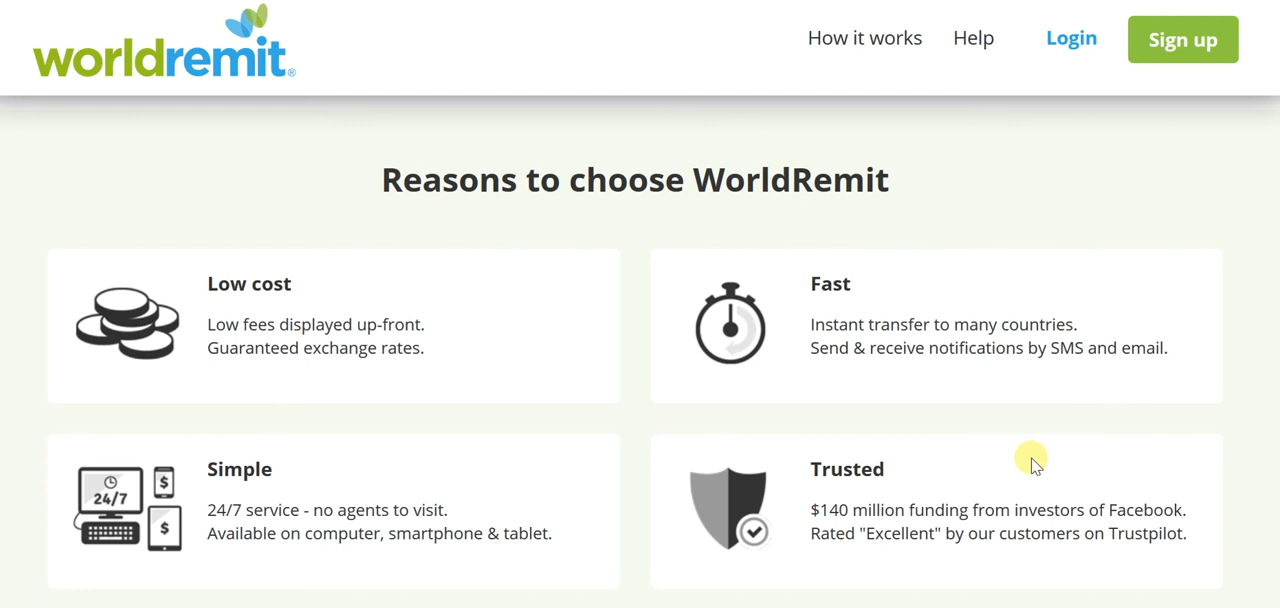 worldremit®
How it works
Help
Login
Sign up
Reasons to choose WorldRemit
Low cost
Low fees displayed up-front.
Guaranteed exchange rates.
Fast
Instant transfer to many countries.
Send & receive notifications by SMS and email.
24/7
$
$
Simple
24/7 service - no agents to visit.
Available on computer, smartphone & tablet.
Trusted
$140 million funding from investors of Facebook.
Rated "Excellent" by our customers on Trustpilot.